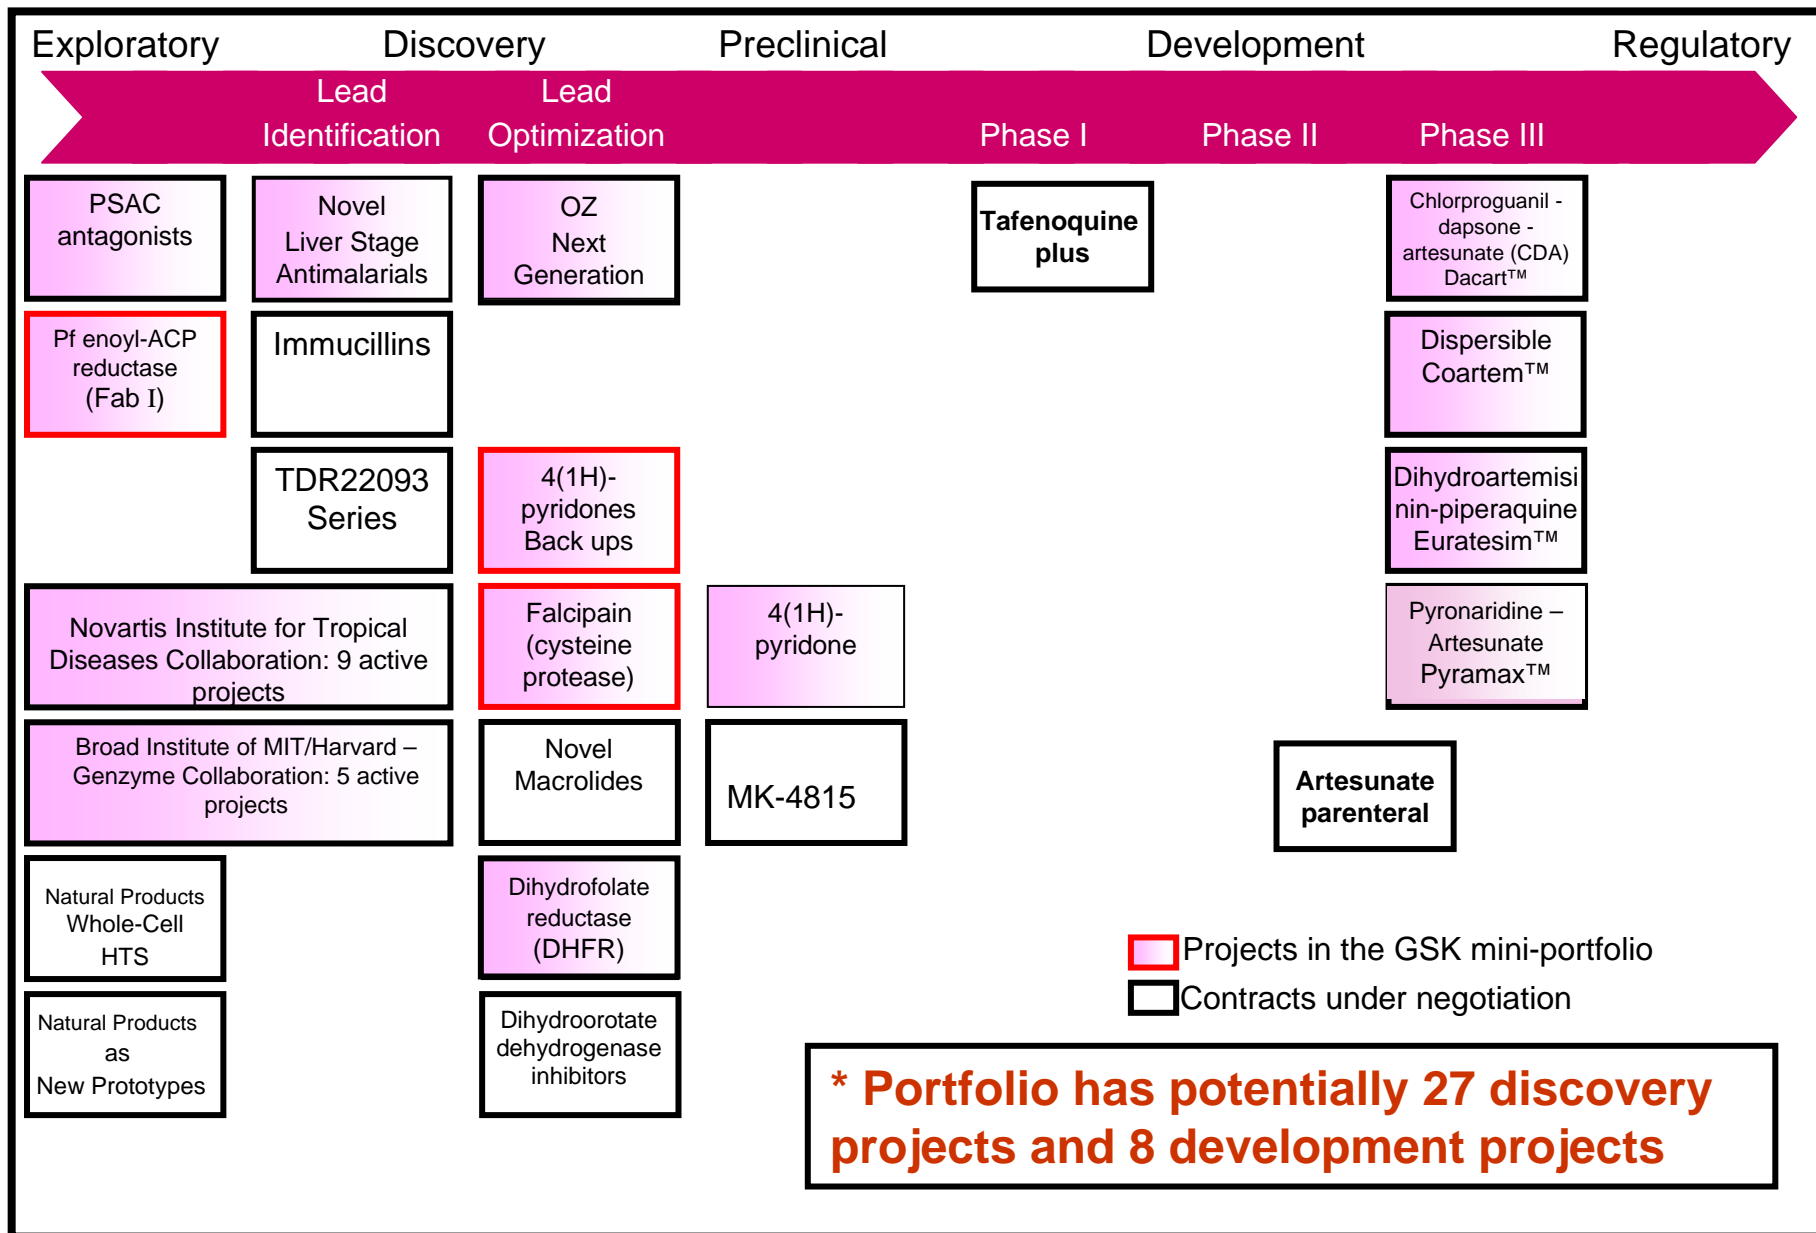 Exploratory
Discovery
Preclinical
Development
Regulatory
Lead
Identification
Lead
Optimization
Phase I
Phase II
Phase III
PSAC
antagonists
Novel
Liver Stage
Antimalarials
OZ
Next
Generation
Tafenoquine
plus
Chlorproguanil -
dapsone -
artesunate (CDA)
Dacart™
Pf enoyl-ACP
reductase
(Fab I)
Immucillins
Dispersible
Coartem™
TDR22093
Series
4(1H)-
pyridones
Back ups
Dihydroartemisi
nin-piperaquine
Euratesim™
Novartis Institute for Tropical
Diseases Collaboration: 9 active
projects
Falcipain
(cysteine
protease)
4(1H)-
pyridone
Pyronaridine –
Artesunate
Pyramax™
Broad Institute of MIT/Harvard –
Genzyme Collaboration: 5 active
projects
Novel
Macrolides
MK-4815
Artesunate
parenteral
Natural Products
Whole-Cell
HTS
Dihydrofolate
reductase
(DHFR)
Projects in the GSK mini-portfolio
Contracts under negotiation
Natural Products
as
New Prototypes
Dihydroorotate
dehydrogenase
inhibitors
* Portfolio has potentially 27 discovery
projects and 8 development projects